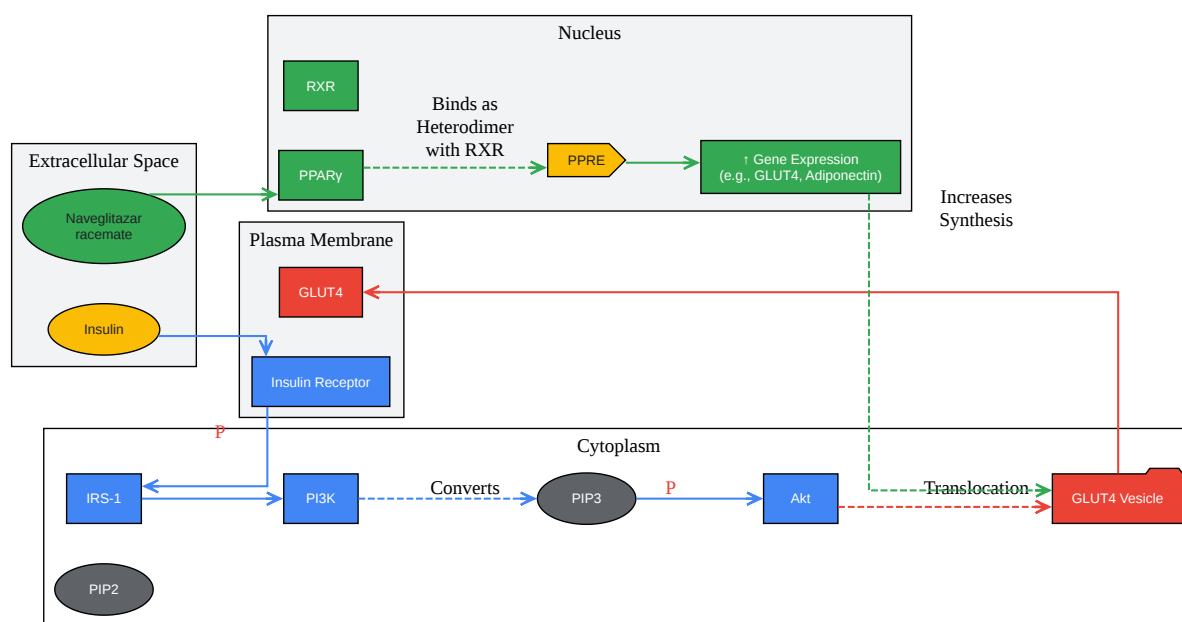 Nucleus
RXR
Binds as
Heterodimer
with RXR
PPARγ
PPRE
↑ Gene Expression
(e.g., GLUT4, Adiponectin)
Extracellular Space
Naveglitazar
racemate
Insulin
Increases
Synthesis
Plasma Membrane
GLUT4
Insulin Receptor
P
Cytoplasm
IRS-1
PI3K
Converts
PIP3
P
Akt
Translocation
GLUT4 Vesicle
PIP2